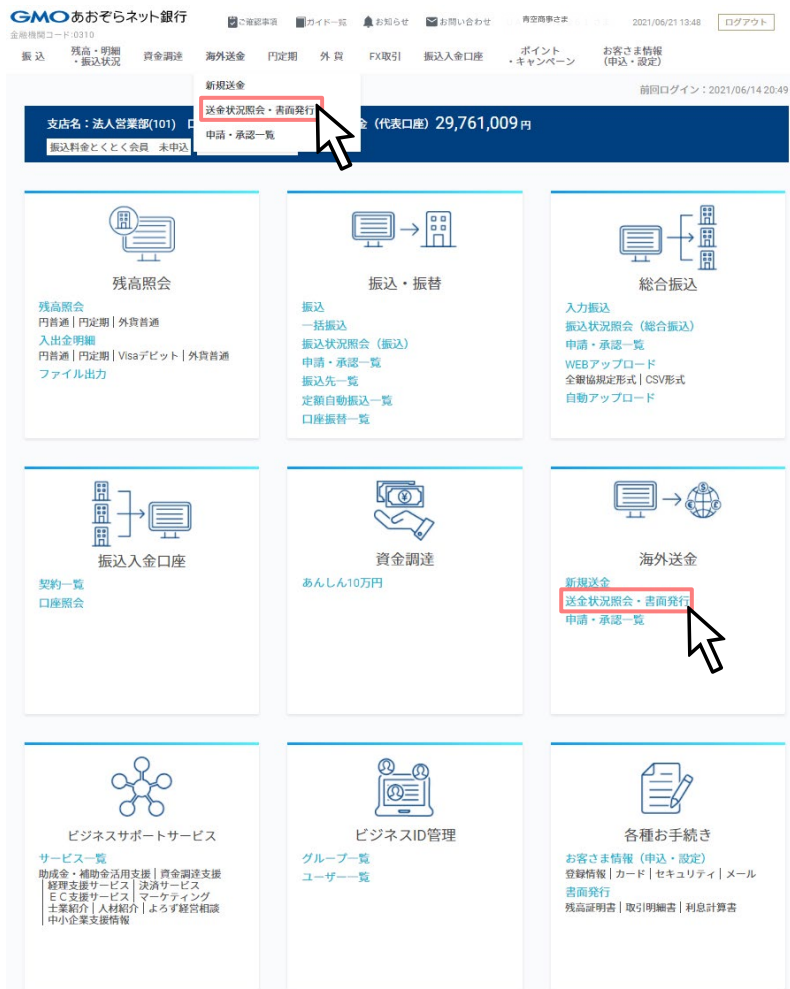 GMOあおぞらネット銀行
金融機関コード:0310
ご確認事項 ガイド一覧 お知らせ お問い合わせ 青空商事さま 2021/06/21 13:48 ログアウト
振込 残高・明細・振込状況 資金調達 海外送金 円定期 外貨 FX取引 振込入金口座 ポイント・キャンペーン お客さま情報(申込・設定)
新規送金
送金状況照会・書面発行
申請・承認一覧
前回ログイン：2021/06/14 20:49
支店名：法人営業部(101)
(代表口座) 29,761,009 円
振込料金とくとく会員 未申込
残高照会
残高照会
円普通 | 円定期 | 外貨普通
入出金明細
円普通 | 円定期 | Visaデビット | 外貨普通
ファイル出力
振込・振替
振込
一括振込
振込状況照会（振込）
申請・承認一覧
振込先一覧
定額自動振込一覧
口座振替一覧
総合振込
入力振込
振込状況照会（総合振込）
申請・承認一覧
WEBアップロード
全銀協規定形式 | CSV形式
自動アップロード
振込入金口座
契約一覧
口座照会
資金調達
あんしん10万円
海外送金
新規送金
送金状況照会・書面発行
申請・承認一覧
ビジネスサポートサービス
サービス一覧
助成金・補助金活用支援 | 資金調達支援
| 経理支援サービス | 決済サービス
| ＥＣ支援サービス | マーケティング
| 士業紹介 | 人材紹介 | よろず経営相談
| 中小企業支援情報
ビジネスID管理
グループ一覧
ユーザー一覧
各種お手続き
お客さま情報（申込・設定）
登録情報 | カード | セキュリティ | メール
書面発行
残高証明書 | 取引明細書 | 利息計算書